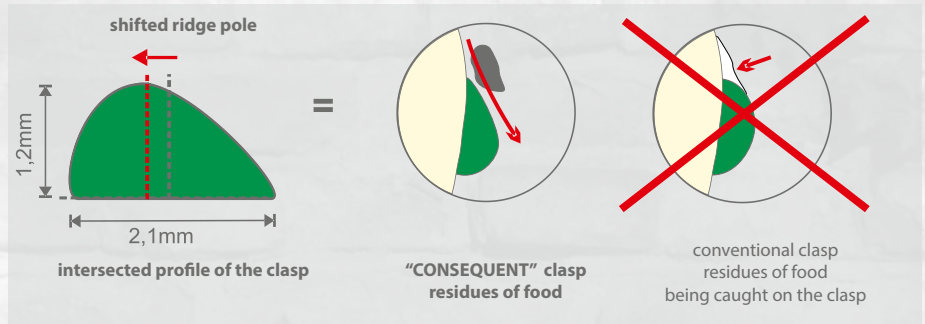 shifted ridge pole
1,2mm
2,1mm
intersected profile of the clasp
=
“CONSEQUENT” clasp
residues of food
conventional clasp
residues of food
being caught on the clasp